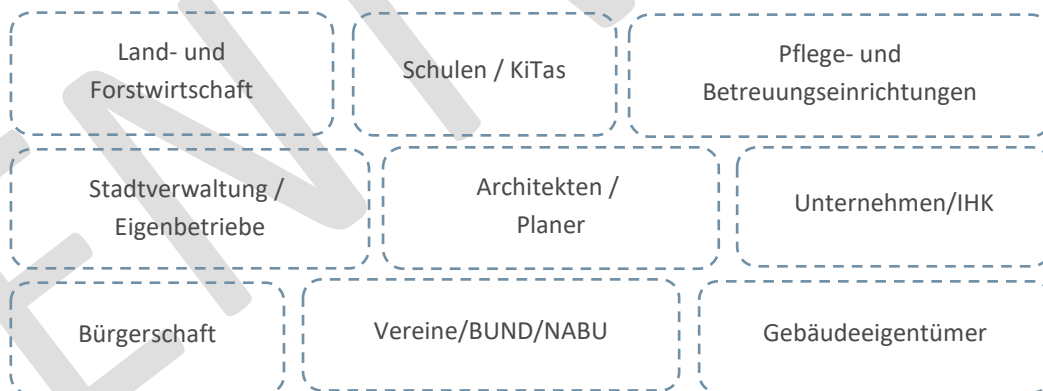 Land- und
Forstwirtschaft
Schulen / KiTas
Pflege- und
Betreuungseinrichtungen
Stadtverwaltung /
Eigenbetriebe
Architekten /
Planer
Unternehmen/IHK
Bürgerschaft
Vereine/BUND/NABU
Gebäudeeigentümer